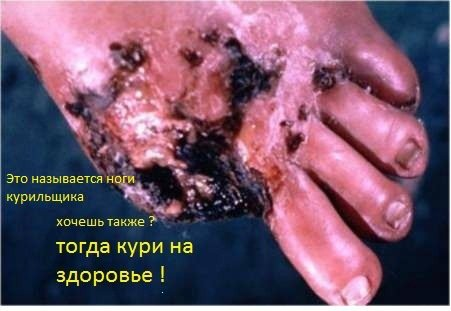 Это называется ноги
курильщика
хочешь также ?
тогда кури на
здоровье !